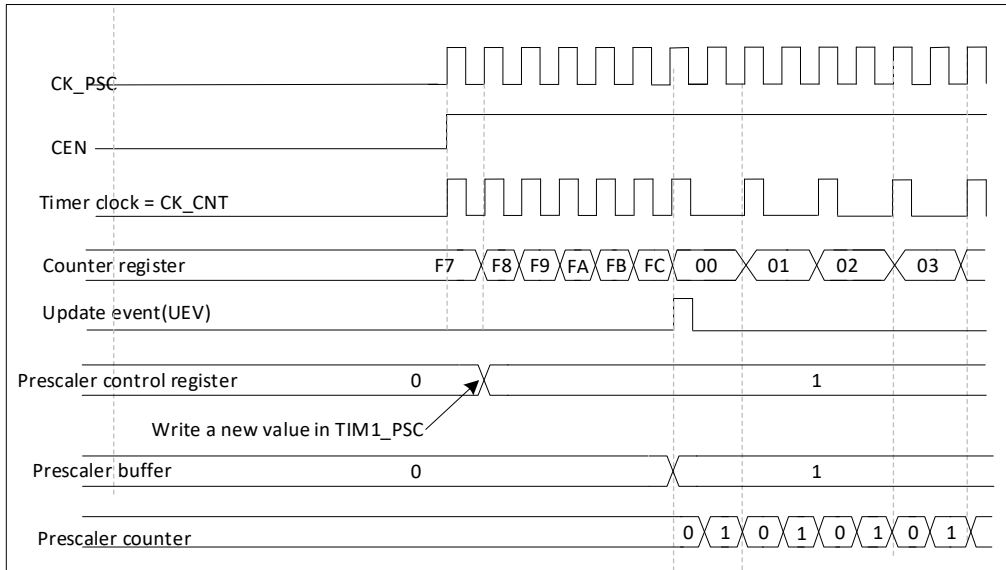 CK_PSC
CEN
Timer clock = CK_CNT
Counter register F7 F8 F9 FA FB FC 00 01 02 03
Update event(UEV)
Prescaler control register 0 1
Write a new value in TIM1_PSC
Prescaler buffer 0 1
Prescaler counter 0 1 0 1 0 1 0 1